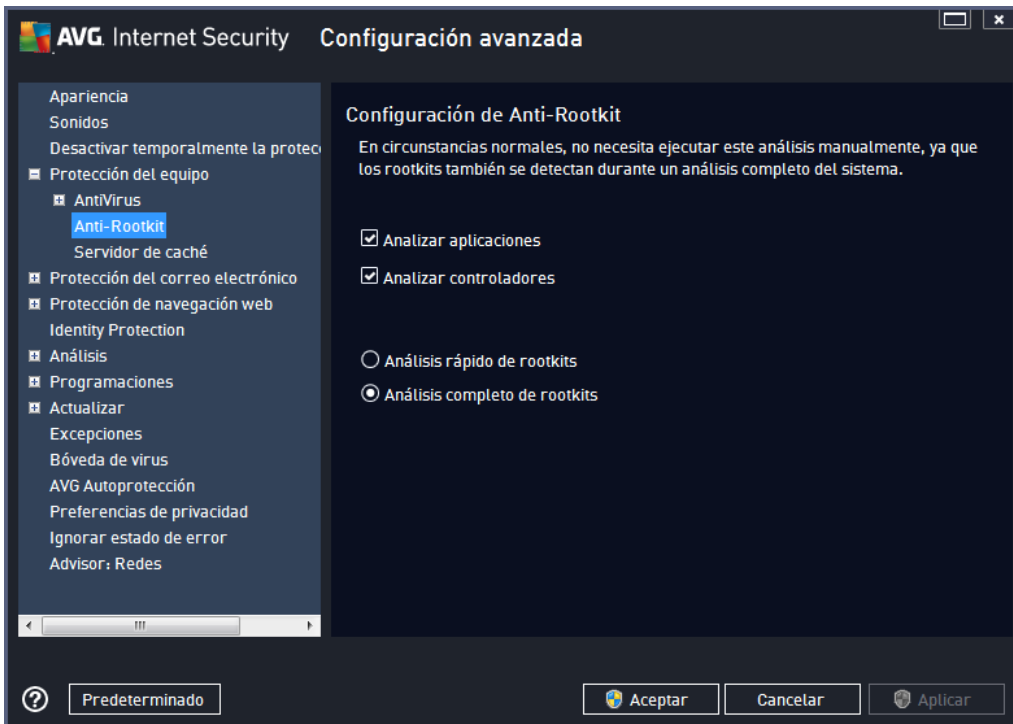 AVG. Internet Security
Configuración avanzada
Apariencia
Sonidos
Desactivar temporalmente la protec
Protección del equipo
AntiVirus
Anti-Rootkit
Servidor de caché
Protección del correo electrónico
Protección de navegación web
Identity Protection
Análisis
Programaciones
Actualizar
Excepciones
Bóveda de virus
AVG Autoprotección
Preferencias de privacidad
Ignorar estado de error
Advisor: Redes
Configuración de Anti-Rootkit
En circunstancias normales, no necesita ejecutar este análisis manualmente, ya que
los rootkits también se detectan durante un análisis completo del sistema.
Analizar aplicaciones
Analizar controladores
Análisis rápido de rootkits
Análisis completo de rootkits
Predeterminado
Aceptar
Cancelar
Aplicar